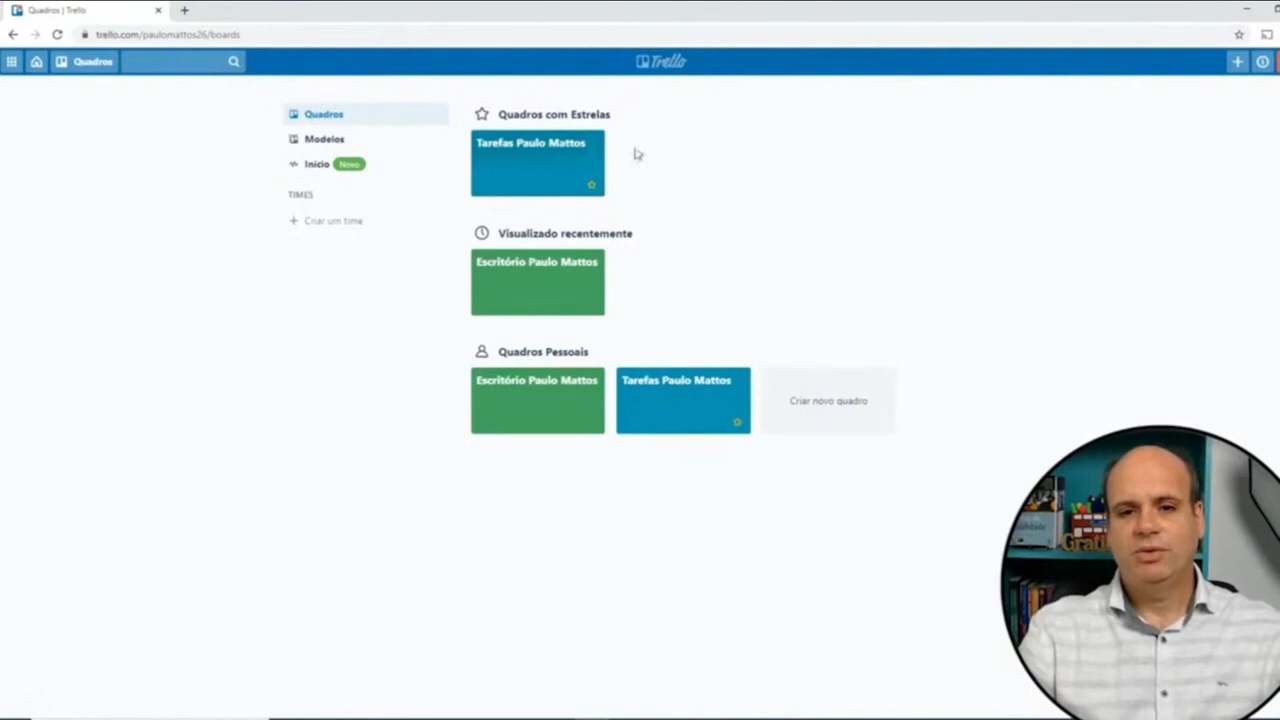 Quadros | Trello
trello.com/paulomattos26/boards
Quadros
Trello
Quadros
Modelos
Início Novo
TIMES
Criar um time
Quadros com Estrelas
Tarefas Paulo Mattos
Visualizado recentemente
Escritório Paulo Mattos
Quadros Pessoais
Escritório Paulo Mattos
Tarefas Paulo Mattos
Criar novo quadro